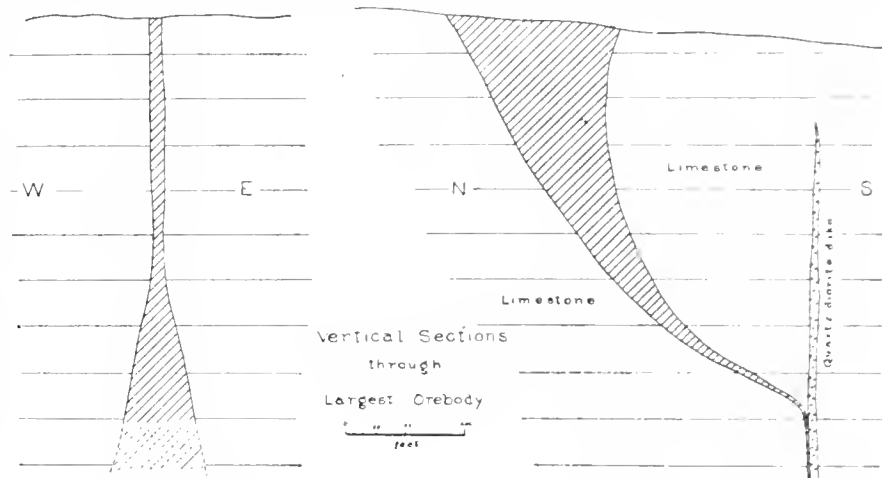 W
E
N
S
Limestone
Limestone
Quartz diorite dike
Vertical Sections
through
Largest Orebody
feet